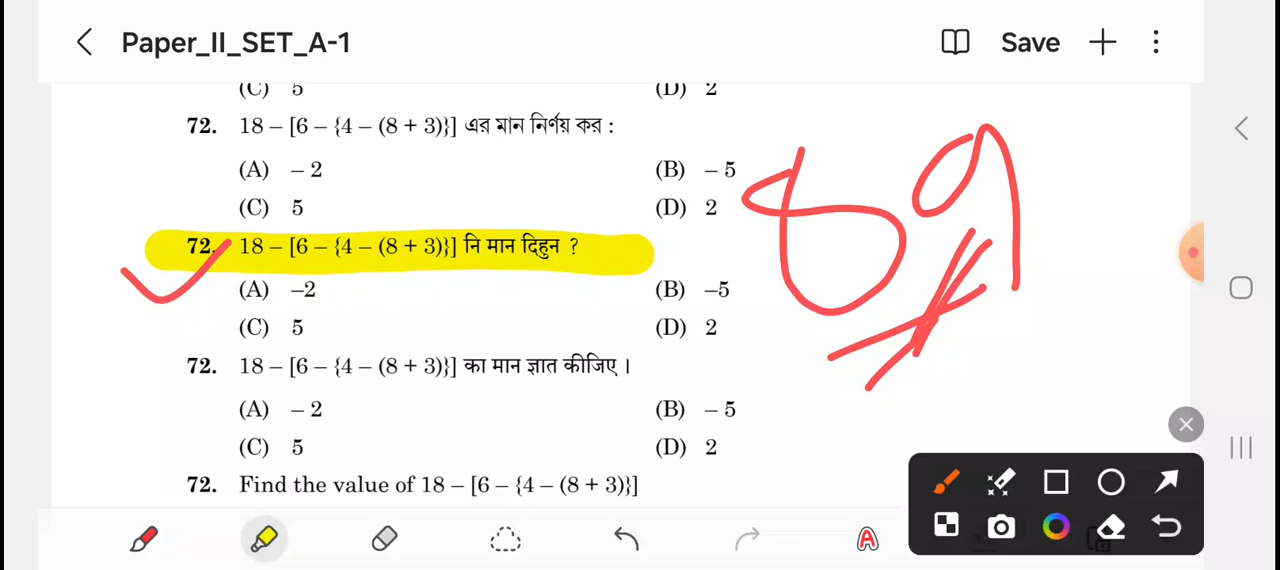 Paper_II_SET_A-1 Save
(C) 5 (D) 2
72. 18 – [6 – {4 – (8 + 3)}] এর মান নির্ণয় কর :
(A) – 2 (B) – 5
(C) 5 (D) 2
72. 18 – [6 – {4 – (8 + 3)}] नि मान दिहुन ?
(A) –2 (B) –5
(C) 5 (D) 2
72. 18 – [6 – {4 – (8 + 3)}] का मान ज्ञात कीजिए ।
(A) – 2 (B) – 5
(C) 5 (D) 2
72. Find the value of 18 – [6 – {4 – (8 + 3)}]
A